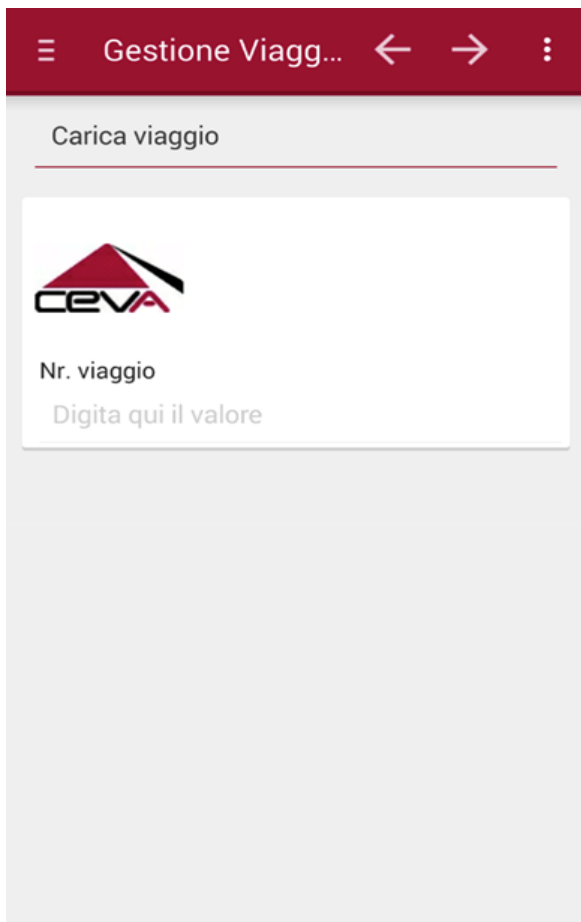 Gestione Viagg...
Carica viaggio
CEVA
Nr. viaggio
Digita qui il valore